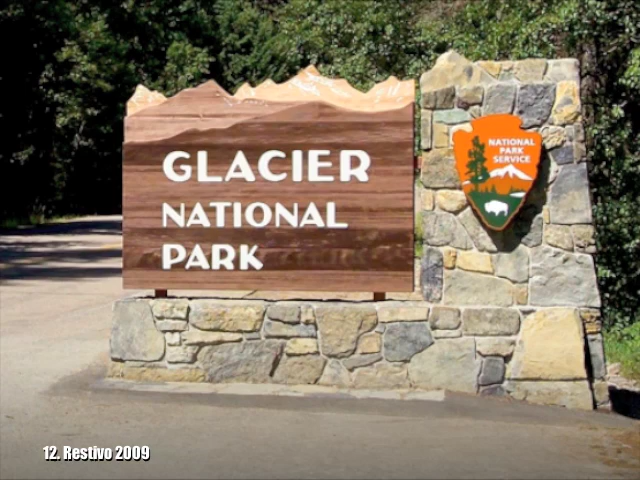 GLACIER
NATIONAL
PARK
NATIONAL
PARK
SERVICE
12. Restivo 2009